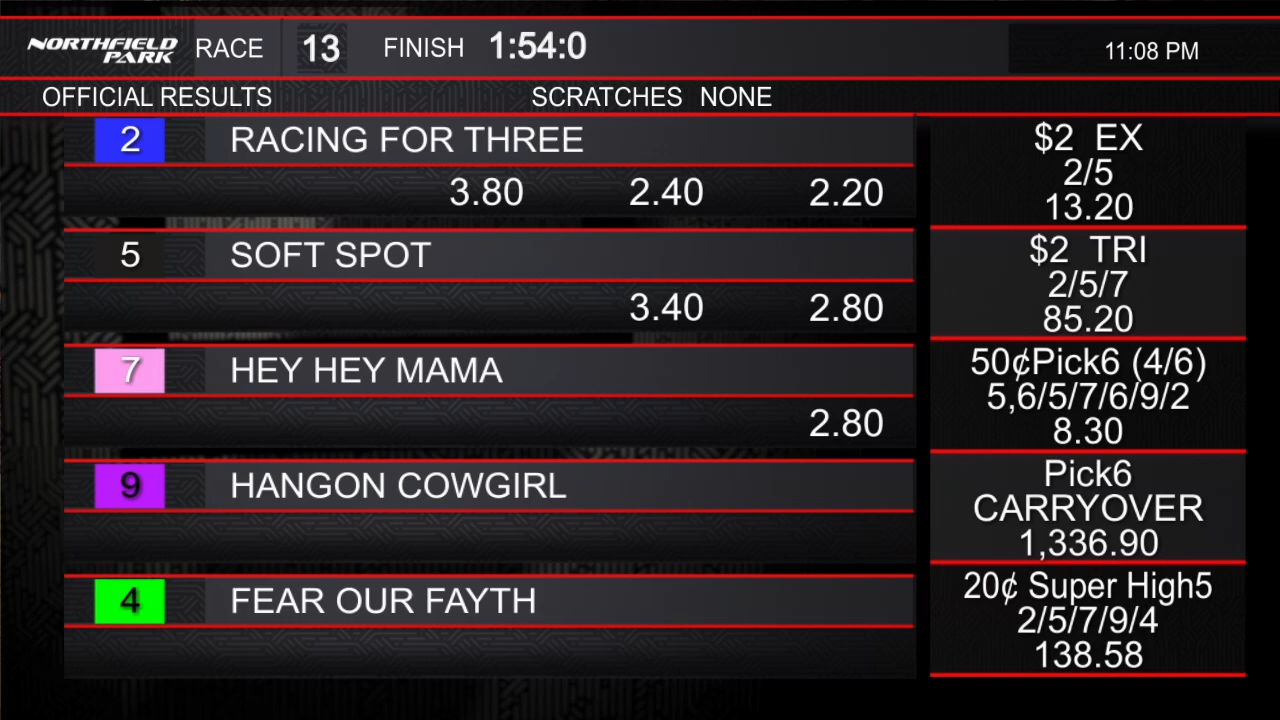 NORTHFIELD PARK RACE 13 FINISH 1:54:0 11:08 PM
OFFICIAL RESULTS SCRATCHES NONE
2 RACING FOR THREE
3.80 2.40 2.20
5 SOFT SPOT
3.40 2.80
7 HEY HEY MAMA
2.80
9 HANGON COWGIRL
4 FEAR OUR FAYTH
$2 EX
2/5
13.20
$2 TRI
2/5/7
85.20
50¢Pick6 (4/6)
5,6/5/7/6/9/2
8.30
Pick6
CARRYOVER
1,336.90
20¢ Super High5
2/5/7/9/4
138.58